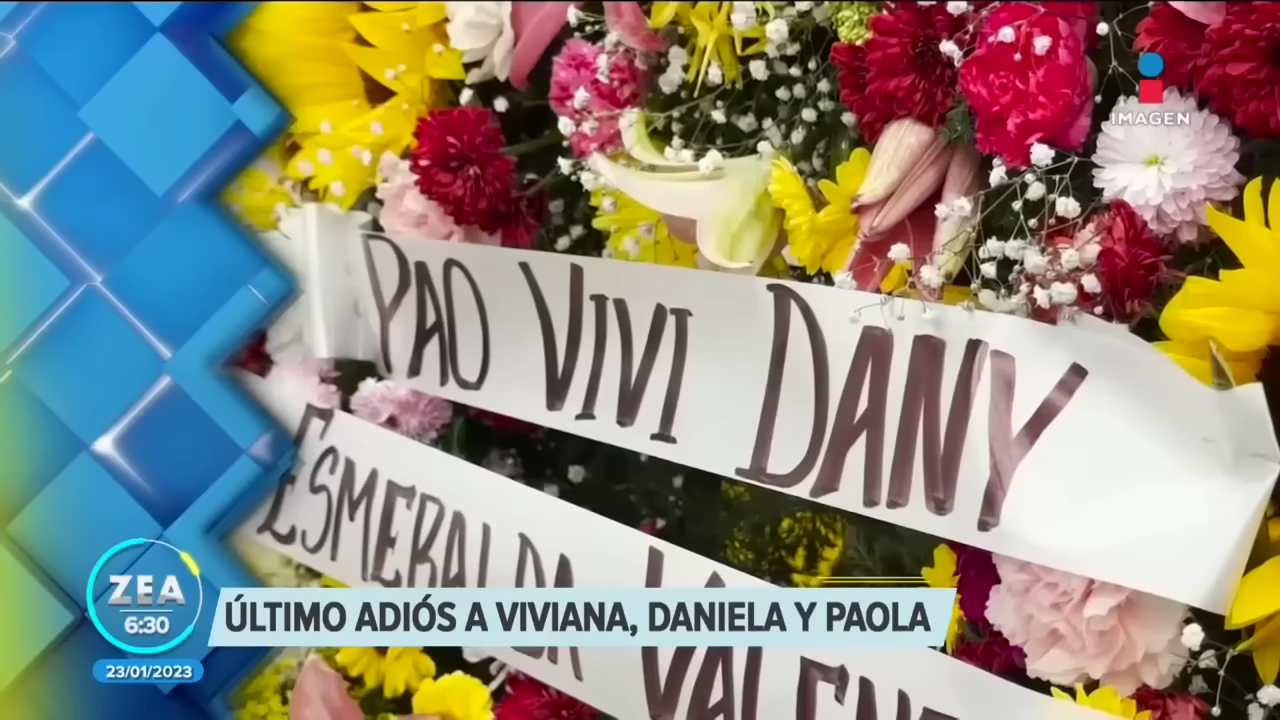 IMAGEN
PAO VIVI DANY
ESMERALDA
ZEA
6:30
ÚLTIMO ADIÓS A VIVIANA, DANIELA Y PAOLA
23/01/2023